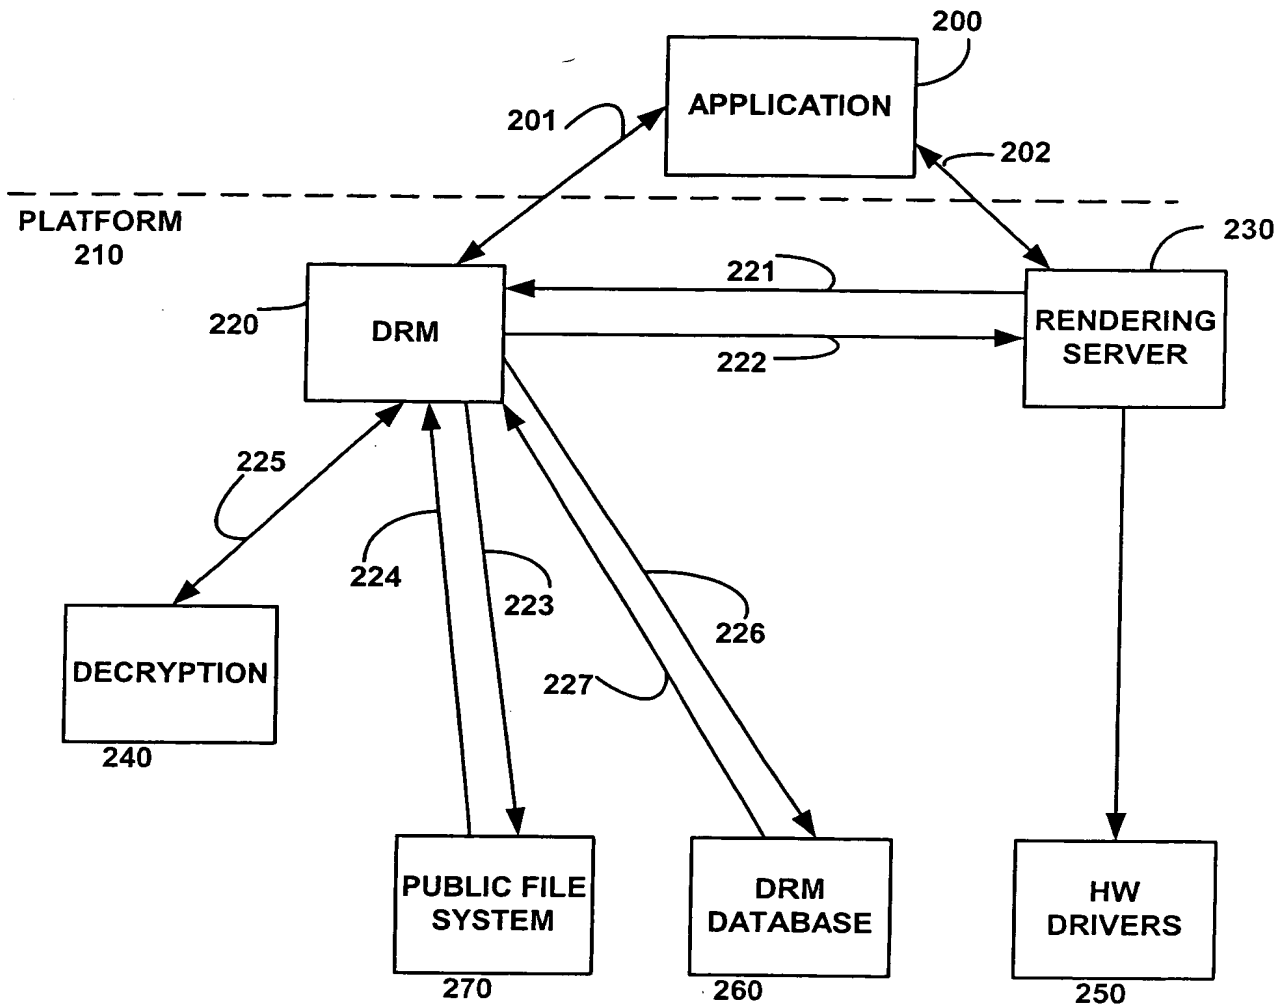 200
APPLICATION
201
202
PLATFORM
210
230
221
220
DRM
RENDERING
SERVER
222
225
224
223
226
227
DECRYPTION
240
PUBLIC FILE
SYSTEM
270
DRM
DATABASE
260
HW
DRIVERS
250